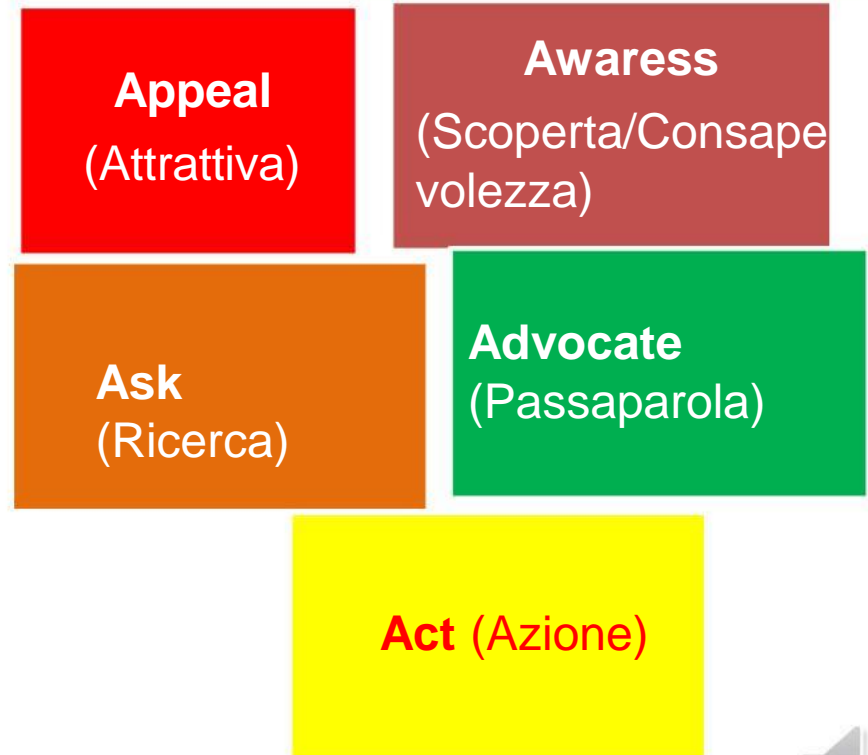 Appeal
(Attrattiva)
Awaress
(Scoperta/Consape
volezza)
Ask
(Ricerca)
Advocate
(Passaparola)
Act (Azione)